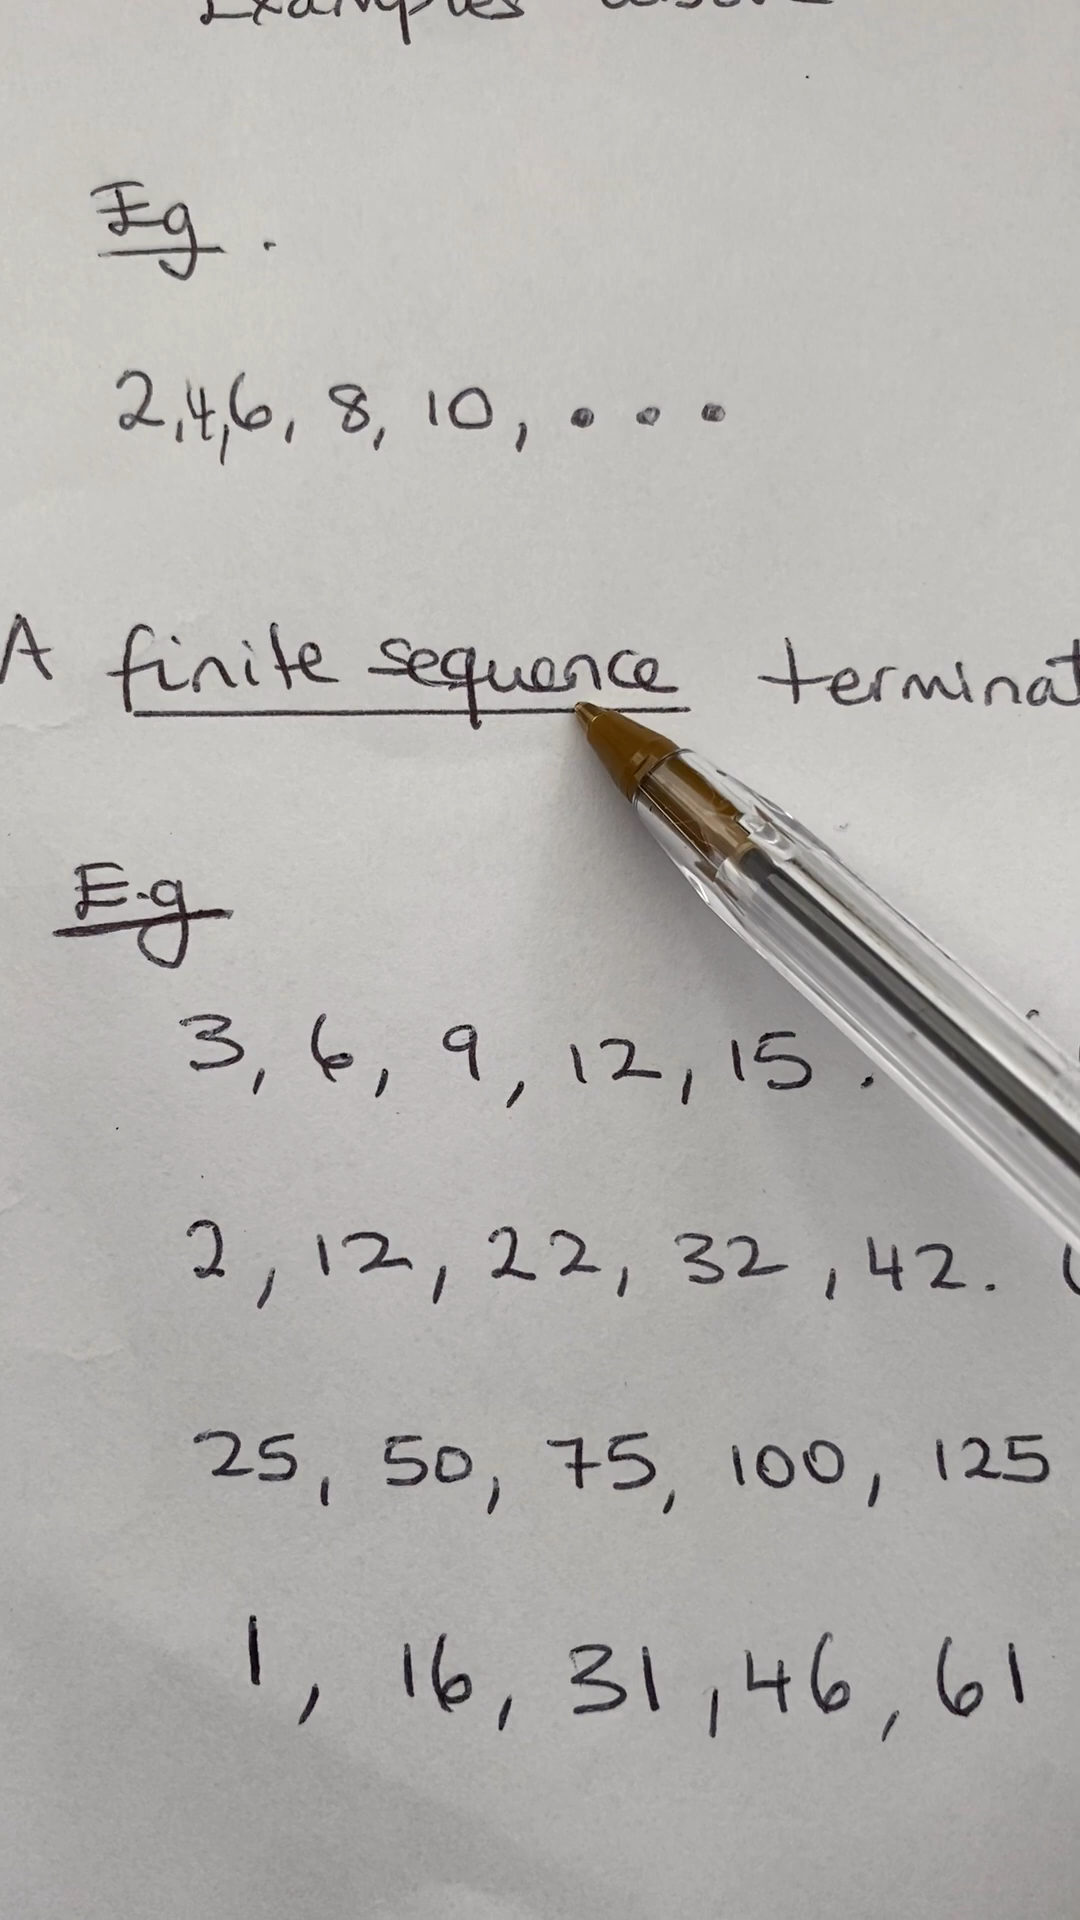 Examples
Eg.
2,4,6, 8, 10, • • •
A finite sequence terminat
E.g
3, 6, 9, 12, 15.
2, 12, 22, 32, 42.
25, 50, 75, 100, 125
1, 16, 31, 46, 61